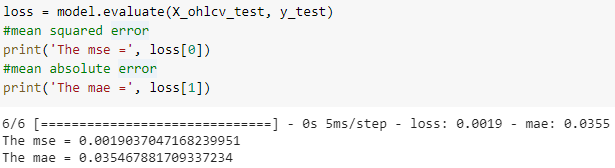 loss = model.evaluate(X_ohlcv_test, y_test)
#mean squared error
print('The mse =', loss[0])
#mean absolute error
print('The mae =', loss[1])
6/6 [==============================] - 0s 5ms/step - loss: 0.0019 - mae: 0.0355
The mse = 0.0019037047168239951
The mae = 0.035467881709337234